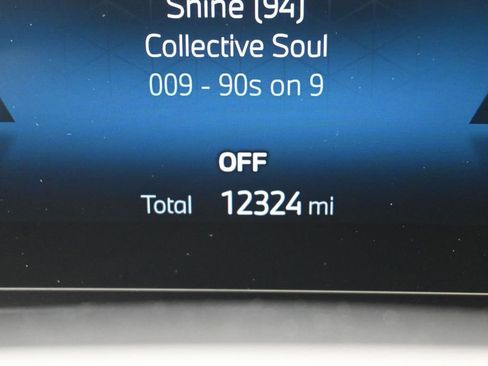 Shine (94)
Collective Soul
009 - 90s on 9
OFF
Total 12324 mi